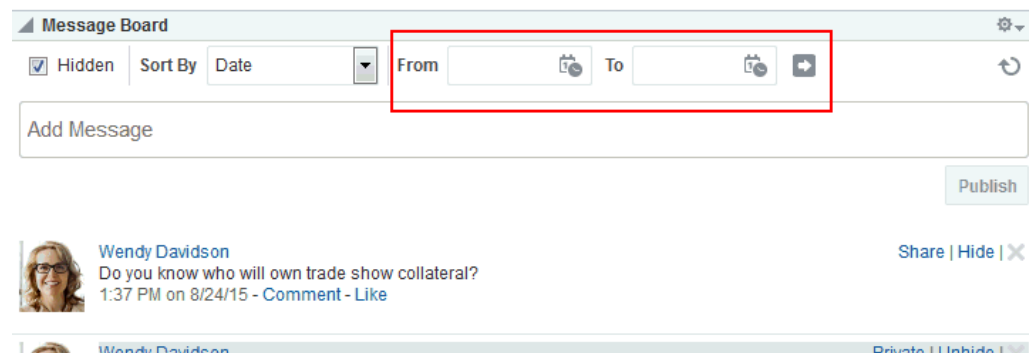 Message Board
Hidden Sort By Date From To
Add Message
Publish
Wendy Davidson Share | Hide |
Do you know who will own trade show collateral?
1:37 PM on 8/24/15 - Comment - Like
Wendy Davidson Private | Unhide |